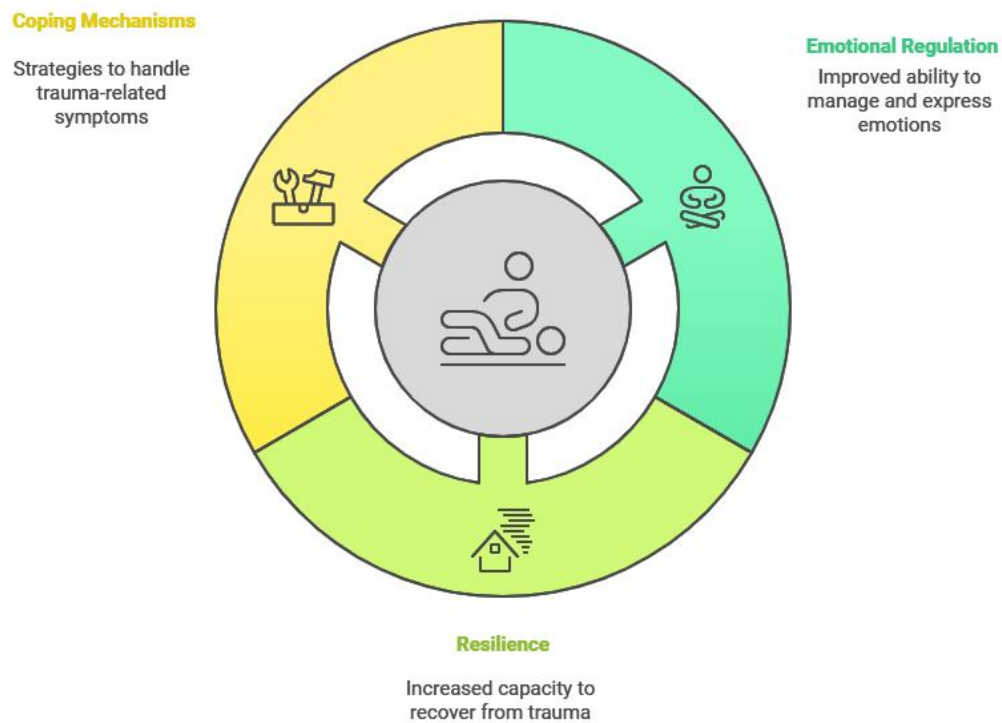 Coping Mechanisms
Strategies to handle
trauma-related
symptoms
Emotional Regulation
Improved ability to
manage and express
emotions
Resilience
Increased capacity to
recover from trauma